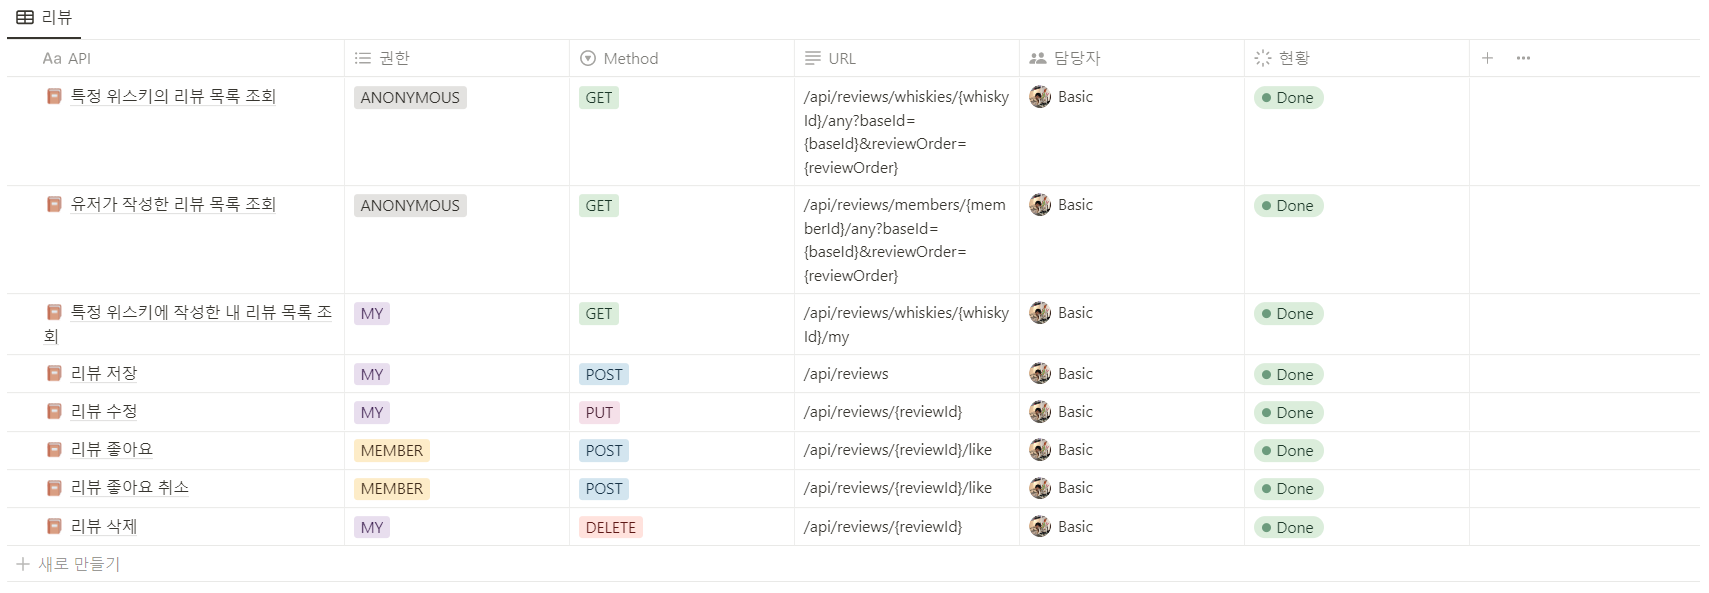 리뷰
Aa API 권한 Method URL 담당자 현황
특정 위스키의 리뷰 목록 조회 ANONYMOUS GET /api/reviews/whiskies/{whisky Basic Done
Id}/any?baseId=
{baseId}&reviewOrder=
{reviewOrder}
유저가 작성한 리뷰 목록 조회 ANONYMOUS GET /api/reviews/members/{mem Basic Done
berId}/any?baseId=
{baseId}&reviewOrder=
{reviewOrder}
특정 위스키에 작성한 내 리뷰 목록 조 MY GET /api/reviews/whiskies/{whisky Basic Done
회 Id}/my
리뷰 저장 MY POST /api/reviews Basic Done
리뷰 수정 MY PUT /api/reviews/{reviewId} Basic Done
리뷰 좋아요 MEMBER POST /api/reviews/{reviewId}/like Basic Done
리뷰 좋아요 취소 MEMBER POST /api/reviews/{reviewId}/like Basic Done
리뷰 삭제 MY DELETE /api/reviews/{reviewId} Basic Done
새로 만들기